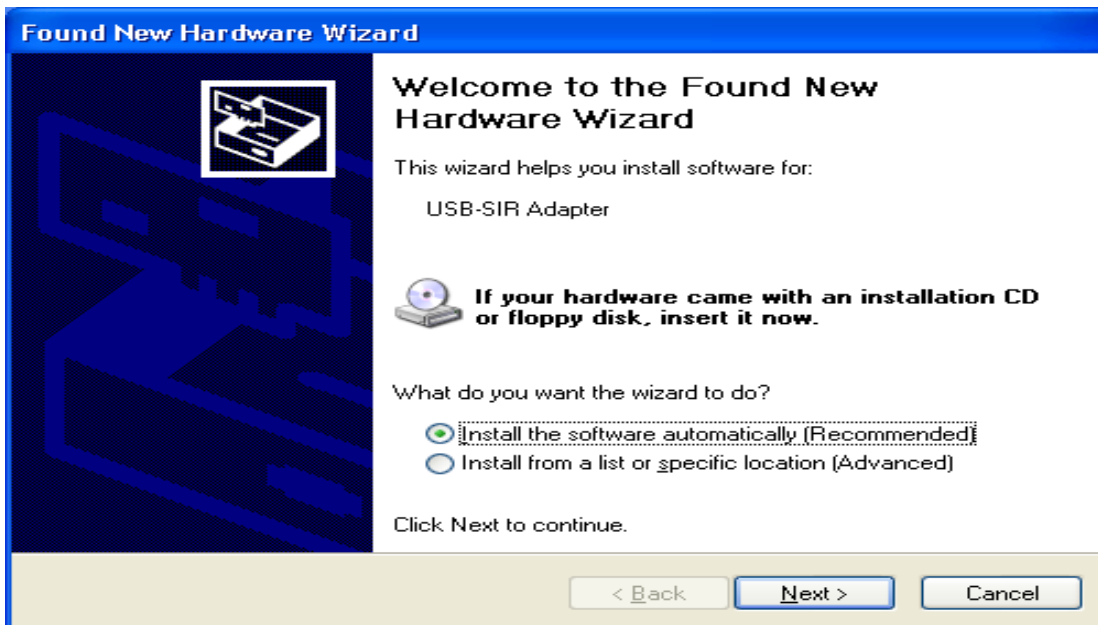 Found New Hardware Wizard
Welcome to the Found New
Hardware Wizard
This wizard helps you install software for:
USB-SIR Adapter
If your hardware came with an installation CD
or floppy disk, insert it now.
What do you want the wizard to do?
Install the software automatically (Recommended)
Install from a list or specific location (Advanced)
Click Next to continue.
< Back Next > Cancel